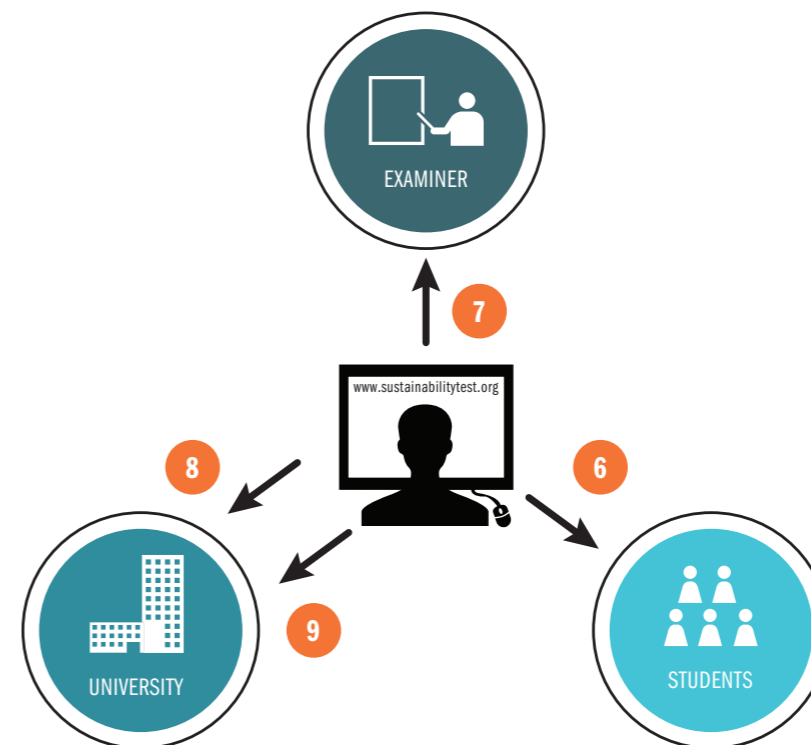 EXAMINER
7
www.sustainabilitytest.org
8
6
9
UNIVERSITY
STUDENTS